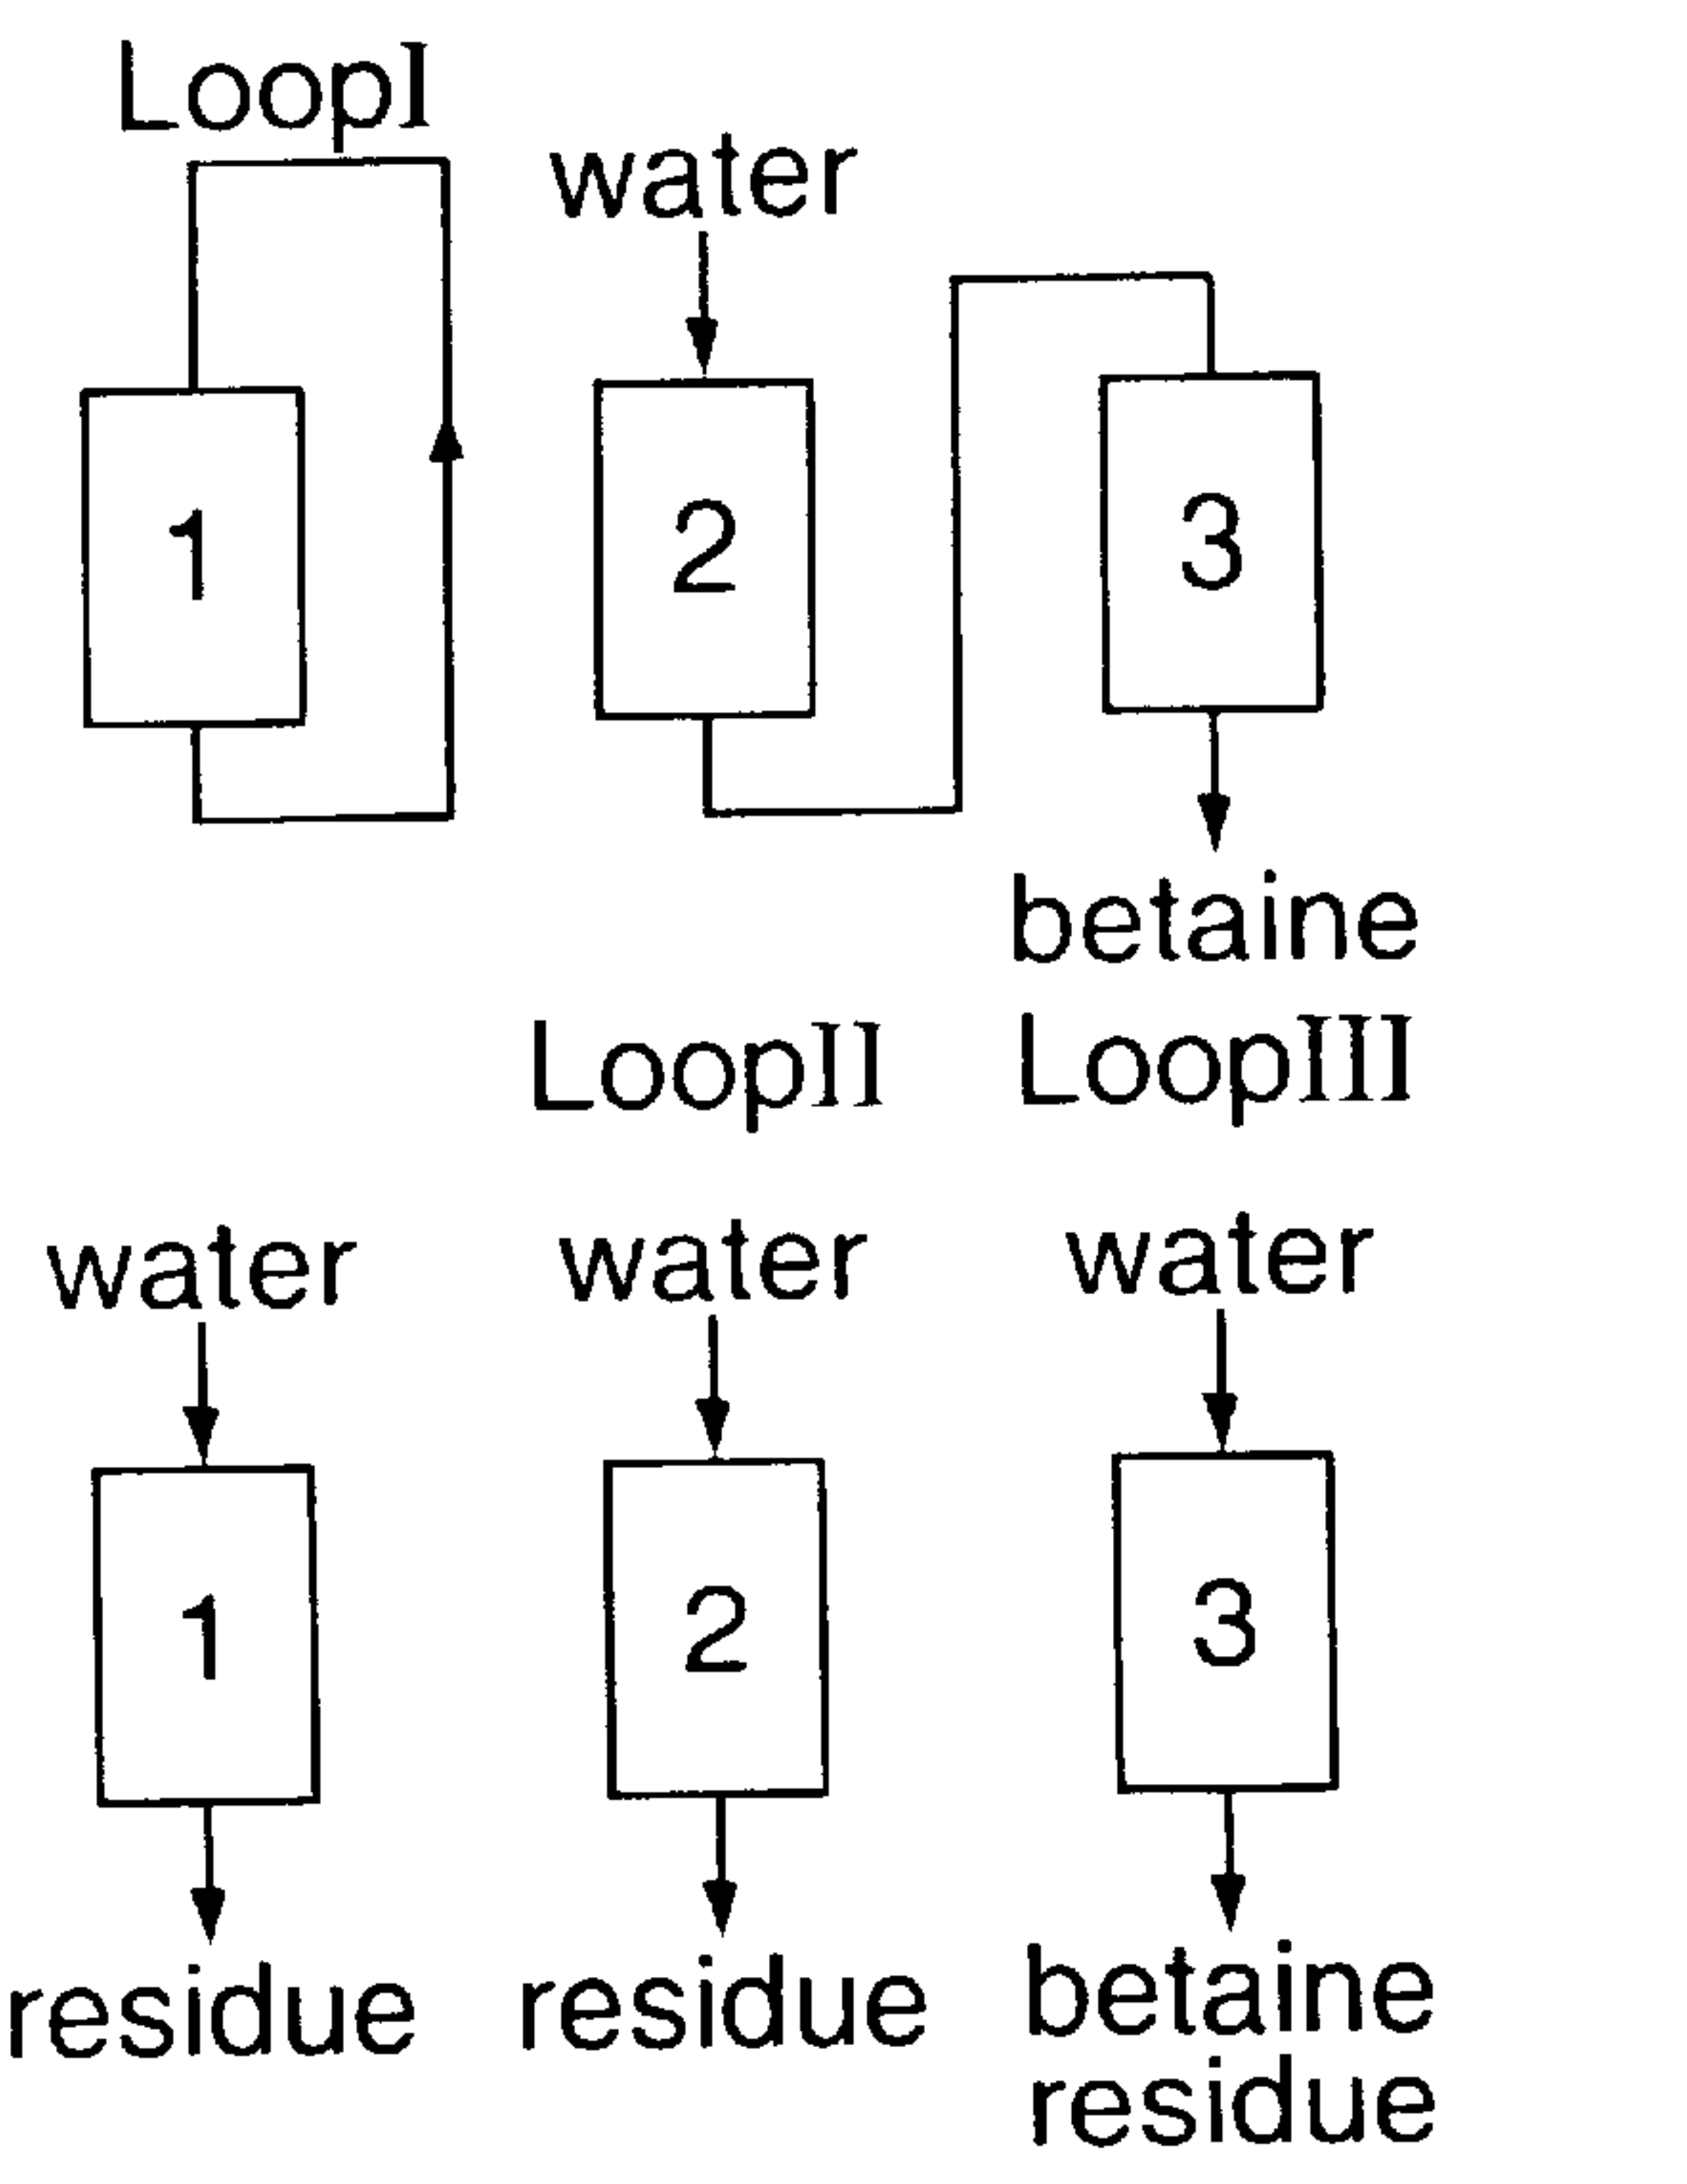 LoopI
water
1
2
3
betaine
LoopII LoopIII
water water water
1 2 3
residue residue betaine
residue